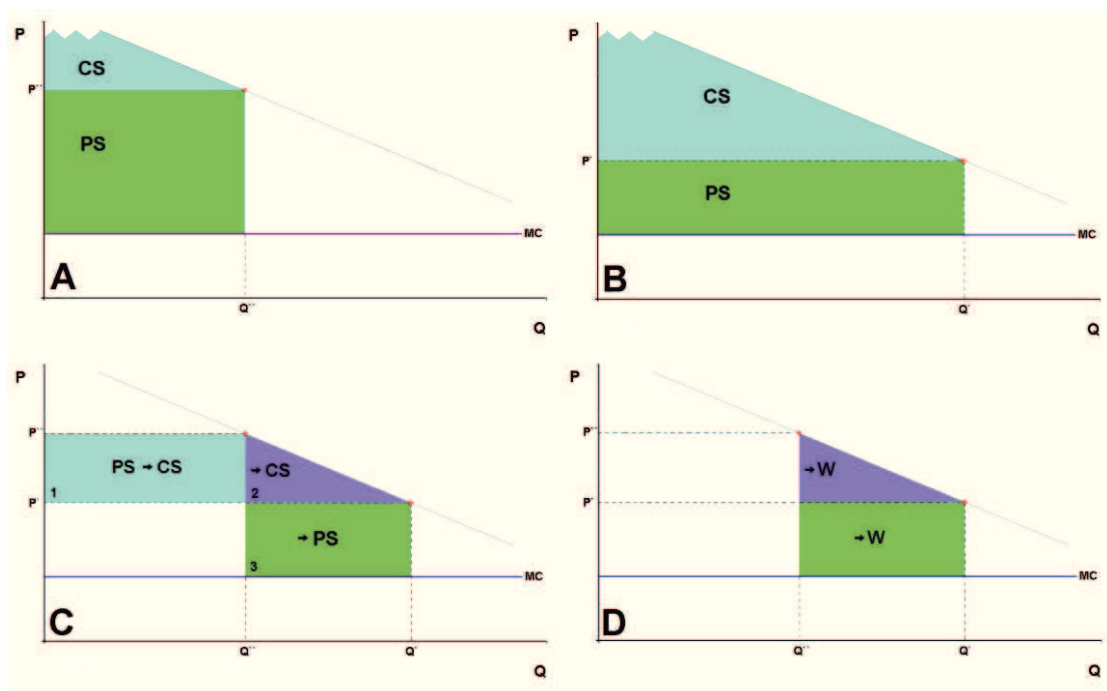 P
CS
P´´
PS
MC
A
Q´´
Q
P
CS
P´
PS
MC
B
Q´
Q
P
P´´
PS → CS
→ CS
1
2
P´
→ PS
3
MC
C
Q´´
Q´
Q
P
P´´
→ W
P´
→ W
MC
D
Q´´
Q´
Q